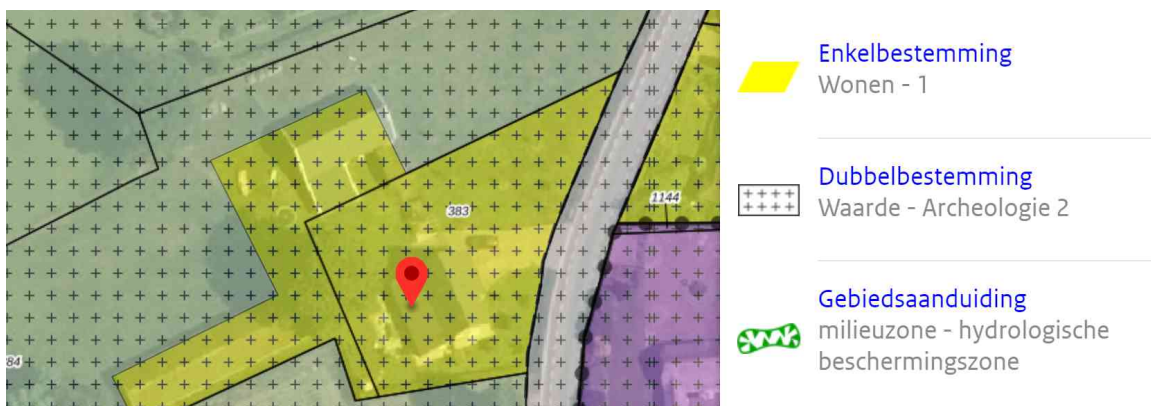 383
1144
84
Enkelbestemming
Wonen - 1
Dubbelbestemming
Waarde - Archeologie 2
Gebiedsaanduiding
milieuzone - hydrologische
beschermingszone